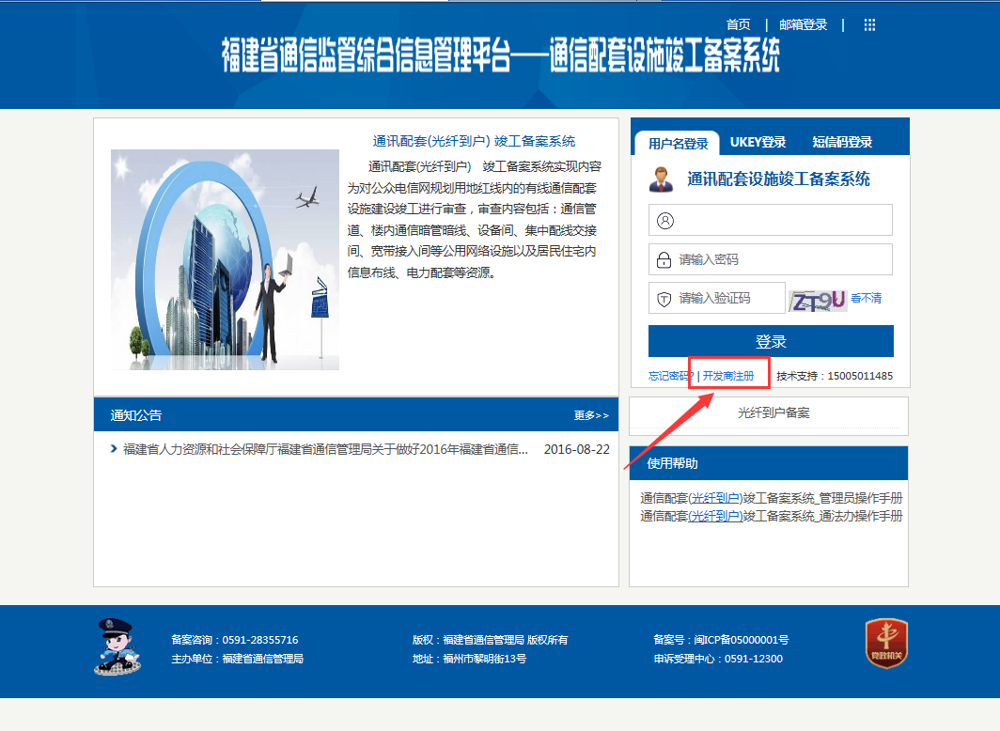 首页 | 邮箱登录 |
福建省通信监管综合信息管理平台——通信配套设施竣工备案系统
通讯配套(光纤到户) 竣工备案系统
通讯配套(光纤到户) 竣工备案系统实现内容
为对公众电信网规划用地红线内的有线通信配套
设施建设竣工进行审查，审查内容包括：通信管
道、楼内通信暗管暗线、设备间、集中配线交接
间、宽带接入间等公用网络设施以及居民住宅内
信息布线、电力配套等资源。
用户名登录 UKEY登录 短信码登录
通讯配套设施竣工备案系统
请输入密码
请输入验证码 ZT9U 看不清
登录
忘记密码? | 开发商注册 技术支持：15005011485
光纤到户备案
通知公告 更多>>
福建省人力资源和社会保障厅福建省通信管理局关于做好2016年福建省通信... 2016-08-22
使用帮助
通信配套(光纤到户)竣工备案系统_管理员操作手册
通信配套(光纤到户)竣工备案系统_通法办操作手册
备案咨询：0591-28355716
主办单位：福建省通信管理局
版权：福建省通信管理局 版权所有
地址：福州市黎明街13号
备案号：闽ICP备05000001号
申诉受理中心：0591-12300
党政机关